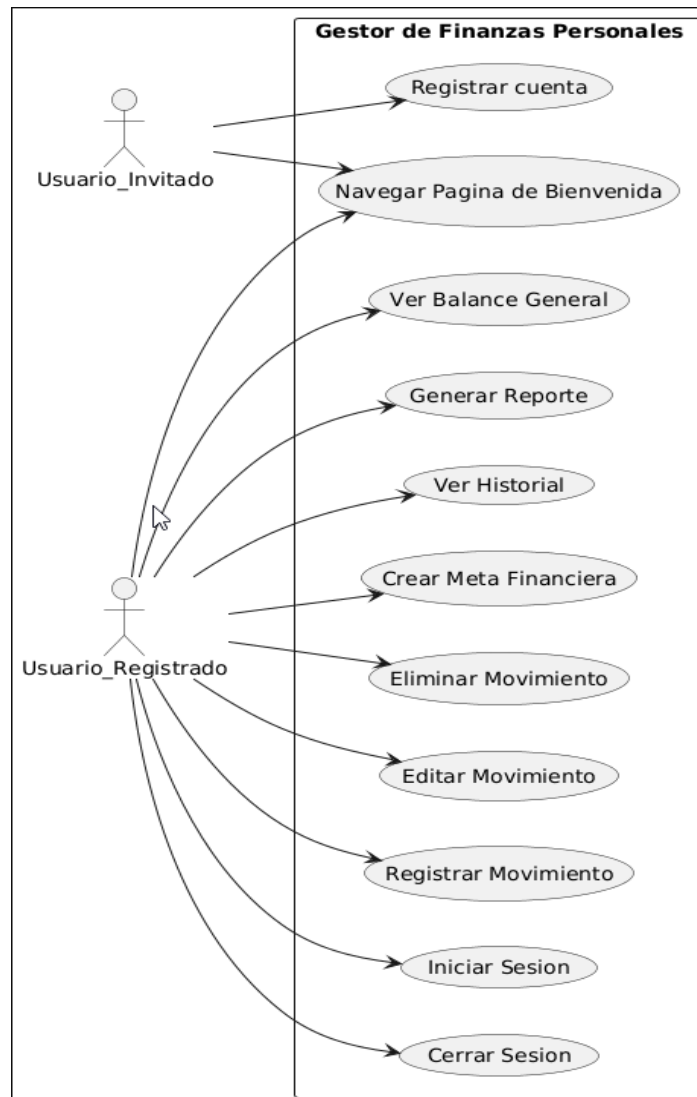 Gestor de Finanzas Personales
Registrar cuenta
Usuario_Invitado
Navegar Pagina de Bienvenida
Ver Balance General
Generar Reporte
Ver Historial
Crear Meta Financiera
Usuario_Registrado
Eliminar Movimiento
Editar Movimiento
Registrar Movimiento
Iniciar Sesion
Cerrar Sesion